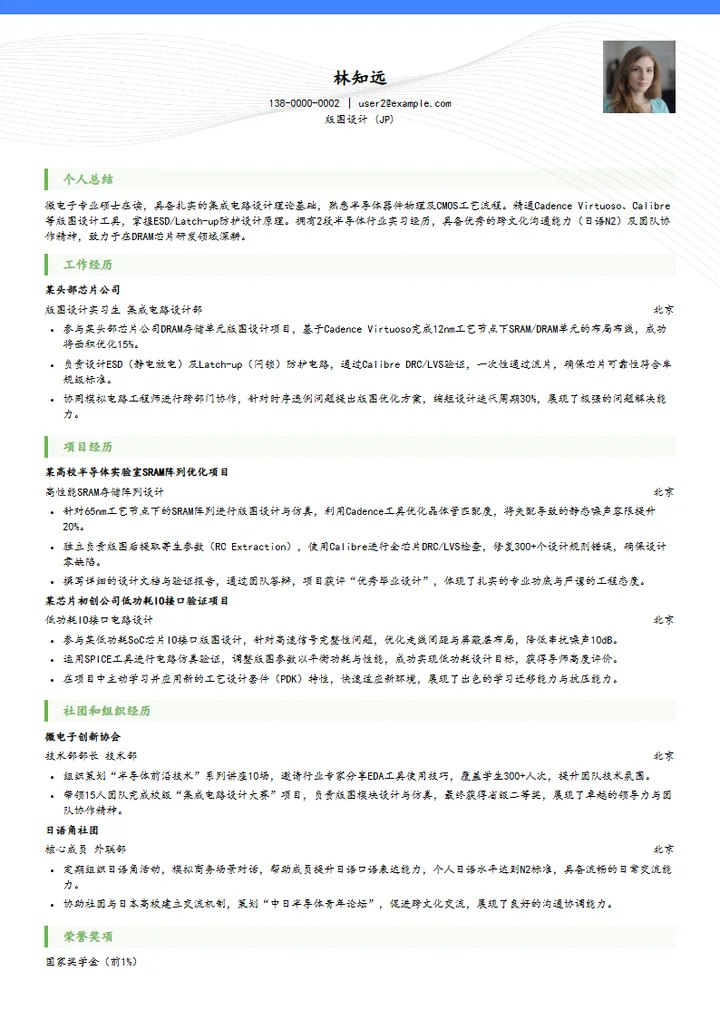 林知远
138-0000-0002 | user2@example.com
版图设计 (JP)
个人总结
微电子专业硕士在读，具备扎实的集成电路设计理论基础，熟悉半导体器件物理及CMOS工艺流程。精通Cadence Virtuoso、Calibre
等版图设计工具，掌握ESD/Latch-up防护设计原理。拥有2段半导体行业实习经历，具备优秀的跨文化沟通能力（日语N2）及团队协
作精神，致力于在DRAM芯片研发领域深耕。
工作经历
某头部芯片公司
版图设计实习生 集成电路设计部 北京
• 参与某头部芯片公司DRAM存储单元版图设计项目，基于Cadence Virtuoso完成12nm工艺节点下SRAM/DRAM单元的布局布线，成功
将面积优化15%。
• 负责设计ESD（静电放电）及Latch-up（闩锁）防护电路，通过Calibre DRC/LVS验证，一次性通过流片，确保芯片可靠性符合车
规级标准。
• 协同模拟电路工程师进行跨部门协作，针对时序违例问题提出版图优化方案，缩短设计迭代周期30%，展现了极强的问题解决能
力。
项目经历
某高校半导体实验室SRAM阵列优化项目
高性能SRAM存储阵列设计 北京
• 针对65nm工艺节点下的SRAM阵列进行版图设计与仿真，利用Cadence工具优化晶体管匹配度，将失配导致的静态噪声容限提升
20%。
• 独立负责版图后提取寄生参数（RC Extraction），使用Calibre进行全芯片DRC/LVS检查，修复300+个设计规则错误，确保设计
零缺陷。
• 撰写详细的设计文档与验证报告，通过团队答辩，项目获评“优秀毕业设计”，体现了扎实的专业功底与严谨的工程态度。
某芯片初创公司低功耗IO接口验证项目
低功耗IO接口电路设计 北京
• 参与某低功耗SoC芯片IO接口版图设计，针对高速信号完整性问题，优化走线间距与屏蔽层布局，降低串扰噪声10dB。
• 运用SPICE工具进行电路仿真验证，调整版图参数以平衡功耗与性能，成功实现低功耗设计目标，获得导师高度评价。
• 在项目中主动学习并应用新的工艺设计套件（PDK）特性，快速适应新环境，展现了出色的学习迁移能力与抗压能力。
社团和组织经历
微电子创新协会
技术部部长 技术部 北京
• 组织策划“半导体前沿技术”系列讲座10场，邀请行业专家分享EDA工具使用技巧，覆盖学生300+人次，提升团队技术氛围。
• 带领15人团队完成校级“集成电路设计大赛”项目，负责版图模块设计与仿真，最终获得省级二等奖，展现了卓越的领导力与团
队协作精神。
日语角社团
核心成员 外联部 北京
• 定期组织日语角活动，模拟商务场景对话，帮助成员提升日语口语表达能力，个人日语水平达到N2标准，具备流畅的日常交流能
力。
• 协助社团与日本高校建立交流机制，策划“中日半导体青年论坛”，促进跨文化交流，展现了良好的沟通协调能力。
荣誉奖项
国家奖学金（前1%）